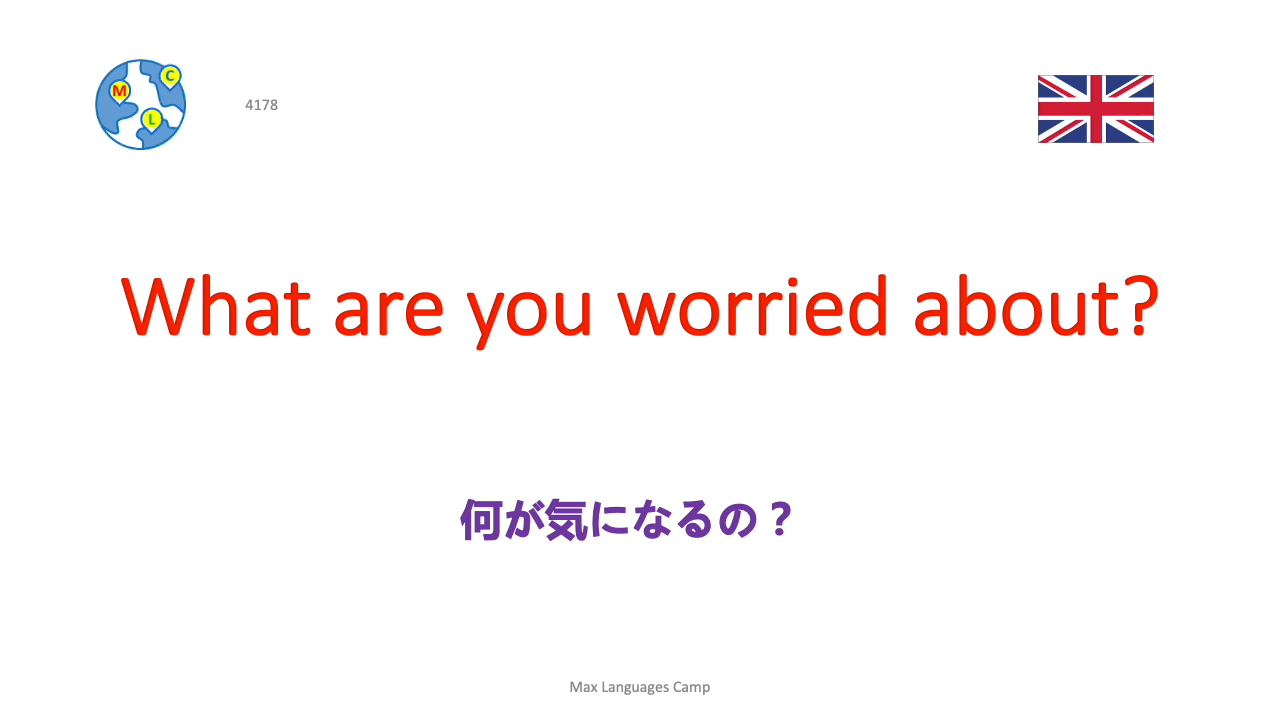 C
M
L
4178
What are you worried about?
何が気になるの？
Max Languages Camp